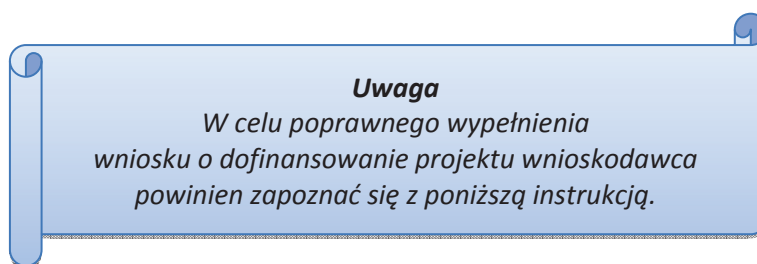 Uwaga
W celu poprawnego wypełnienia
wniosku o dofinansowanie projektu wnioskodawca
powinien zapoznać się z poniższą instrukcją.